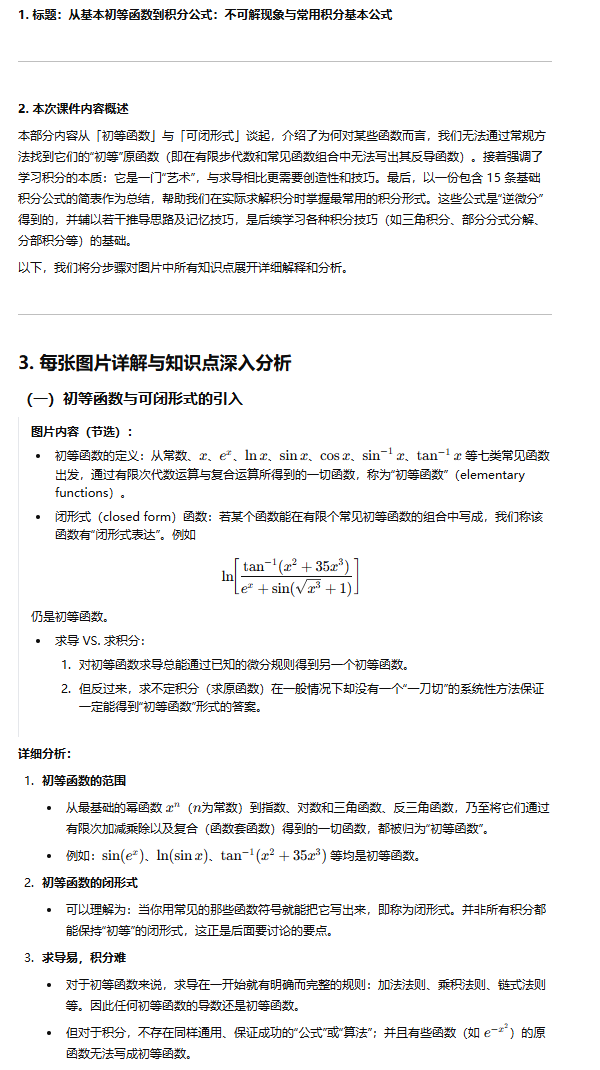 1. 标题：从基本初等函数到积分公式：不可解现象与常用积分基本公式
2. 本次课件内容概述
本部分内容从「初等函数」与「可闭形式」谈起，介绍了为何对某些函数而言，我们无法通过常规方
法找到它们的“初等”原函数（即在有限步代数和常见函数组合中无法写出其反导函数）。接着强调了
学习积分的本质：它是一门“艺术”，与求导相比更需要创造性和技巧。最后，以一份包含 15 条基础
积分公式的简表作为总结，帮助我们在实际求解积分时掌握最常用的积分形式。这些公式是“逆微分”
得到的，并辅以若干推导思路及记忆技巧，是后续学习各种积分技巧（如三角积分、部分分式分解、
分部积分等）的基础。
以下，我们将分步骤对图片中所有知识点展开详细解释和分析。
3. 每张图片详解与知识点深入分析
（一）初等函数与可闭形式的引入
图片内容（节选）：
• 初等函数的定义：从常数、x、e^x、ln x、sin x、cos x、sin⁻¹ x、tan⁻¹ x 等七类常见函数
出发，通过有限次代数运算与复合运算所得到的一切函数，称为“初等函数”（elementary
functions）。
• 闭形式（closed form）函数：若某个函数能在有限个常见初等函数的组合中写成，我们称该
函数有“闭形式表达”。例如
ln[ tan⁻¹(x² + 35x³) / (e^x + sin(√x³ + 1)) ]
仍是初等函数。
• 求导 VS. 求积分：
1. 对初等函数求导总能通过已知的微分规则得到另一个初等函数。
2. 但反过来，求不定积分（求原函数）在一般情况下却没有一个“一刀切”的系统性方法保证
一定能得到“初等函数”形式的答案。
详细分析：
1. 初等函数的范围
• 从最基础的幂函数 x^n（n为常数）到指数、对数和三角函数、反三角函数，乃至将它们通过
有限次加减乘除以及复合（函数套函数）得到的一切函数，都被归为“初等函数”。
• 例如：sin(e^x)、ln(sin x)、tan⁻¹(x² + 35x³) 等均是初等函数。
2. 初等函数的闭形式
• 可以理解为：当你用常见的那些函数符号就能把它写出来，即称为闭形式。并非所有积分都
能保持“初等”的闭形式，这正是后面要讨论的要点。
3. 求导易，积分难
• 对于初等函数来说，求导在一开始就有明确而完整的规则：加法法则、乘积法则、链式法则
等。因此任何初等函数的导数还是初等函数。
• 但对于积分，不存在同样通用、保证成功的“公式”或“算法”；并且有些函数（如 e^(−x²)）的原
函数无法写成初等函数。